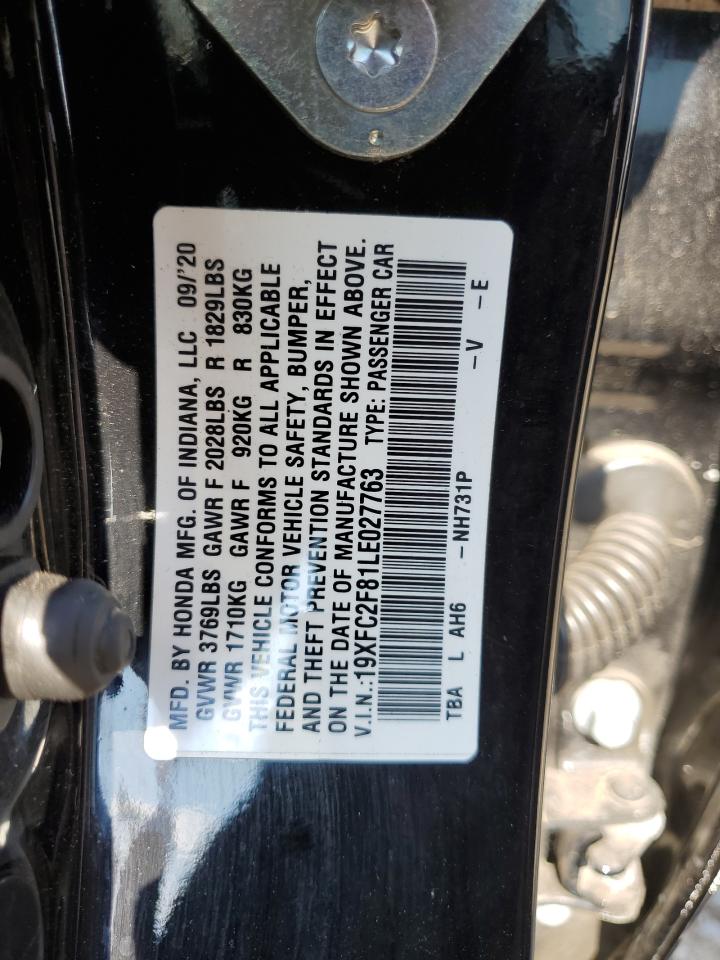 MFD. BY HONDA MFG. OF INDIANA, LLC 09/'20
GVWR 3769LBS GAWR F 2028LBS R 1829LBS
GVWR 1710KG GAWR F 920KG R 830KG
THIS VEHICLE CONFORMS TO ALL APPLICABLE
FEDERAL MOTOR VEHICLE SAFETY, BUMPER,
AND THEFT PREVENTION STANDARDS IN EFFECT
ON THE DATE OF MANUFACTURE SHOWN ABOVE.
V.I.N.:19XFC2F81LE027763 TYPE: PASSENGER CAR
TBA L AH6 -NH731P -V -E